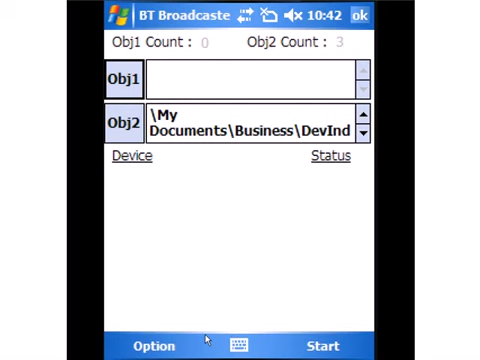 BT Broadcaste 10:42 ok
Obj1 Count : 0 Obj2 Count : 3
Obj1
Obj2 \My
Documents\Business\DevInd
Device Status
Option Start